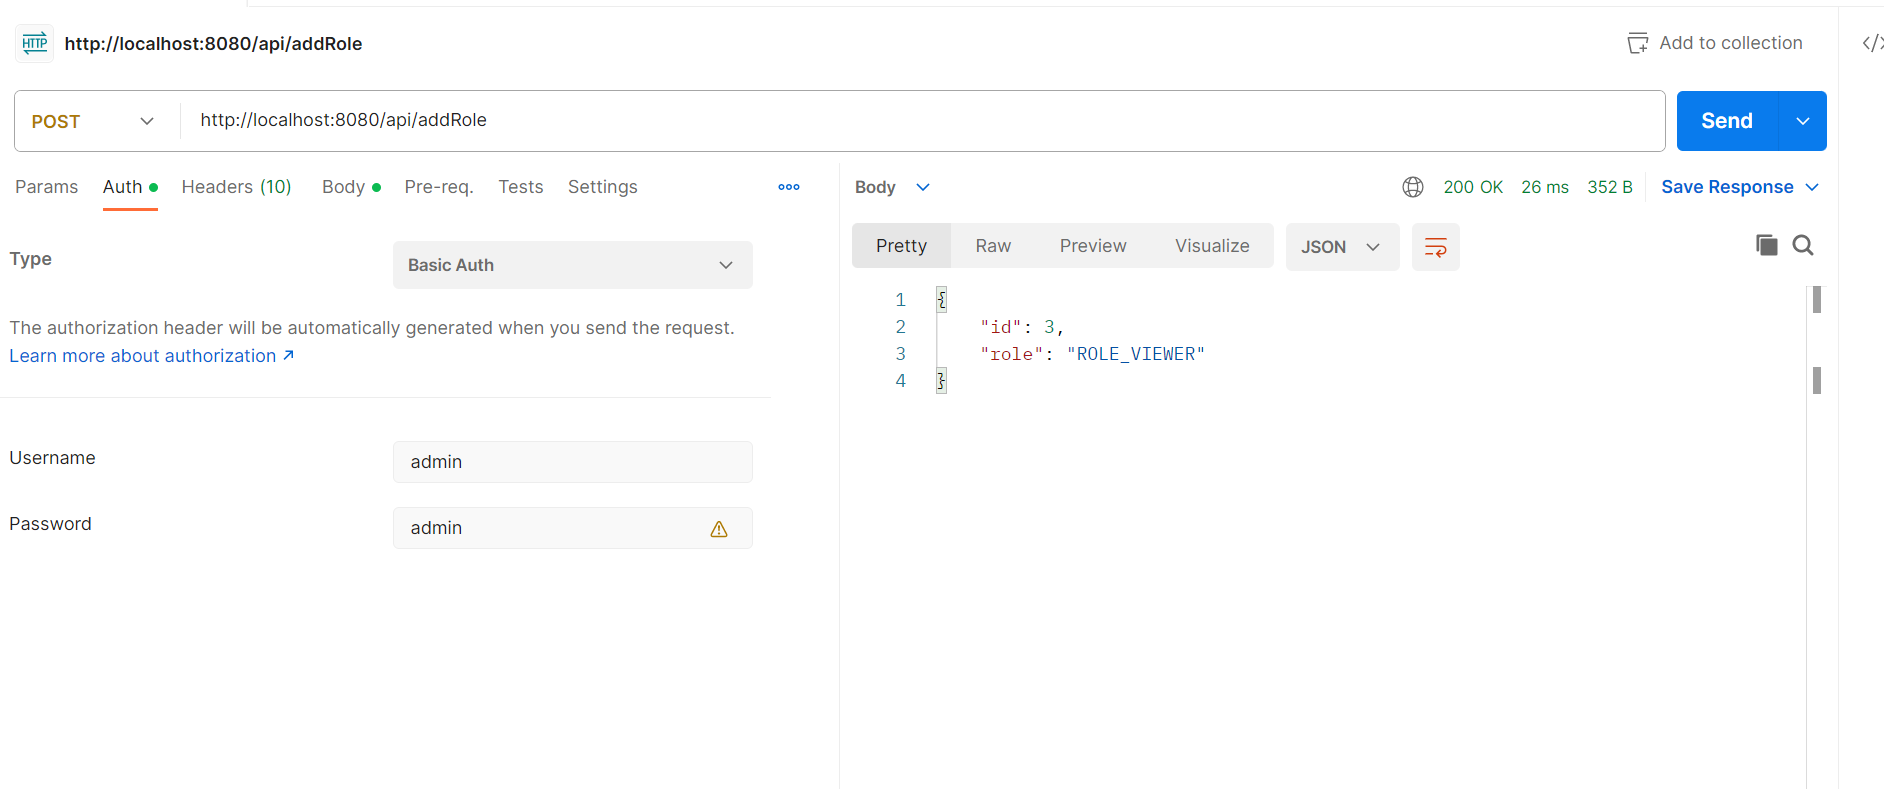 HTTP http://localhost:8080/api/addRole
Add to collection
</>
POST
http://localhost:8080/api/addRole
Send
Params Auth Headers (10) Body Pre-req. Tests Settings
Type
Basic Auth
The authorization header will be automatically generated when you send the request.
Learn more about authorization ↗
Username
admin
Password
admin
Body
200 OK 26 ms 352 B Save Response
Pretty Raw Preview Visualize JSON
1 {
2 "id": 3,
3 "role": "ROLE_VIEWER"
4 }